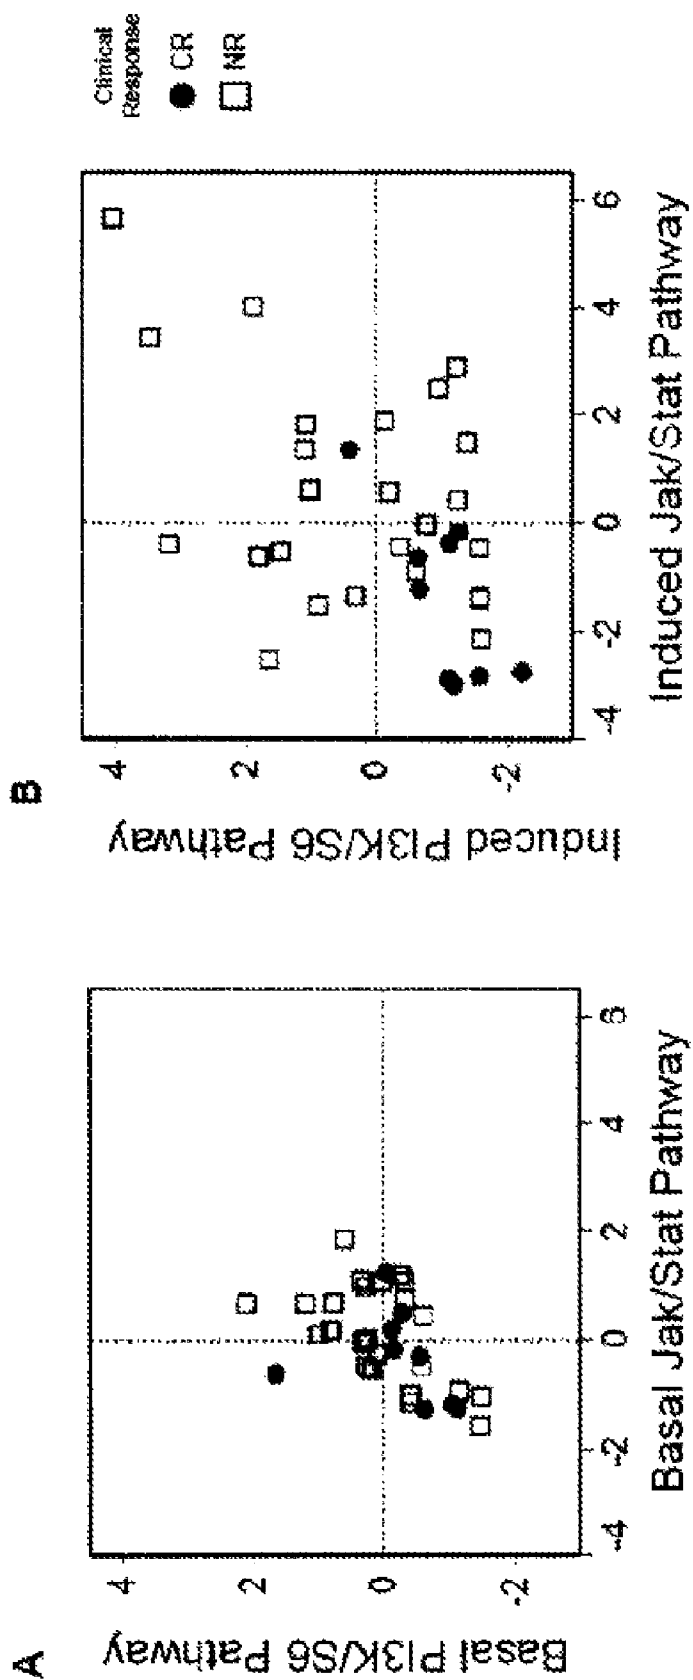 A
Basal PI3K/S6 Pathway
4
2
0
-2
-4
-2
0
2
4
6
Basal Jak/Stat Pathway
B
Induced PI3K/S6 Pathway
4
2
0
-2
-4
-2
0
2
4
6
Induced Jak/Stat Pathway
Clinical
Response
CR
NR